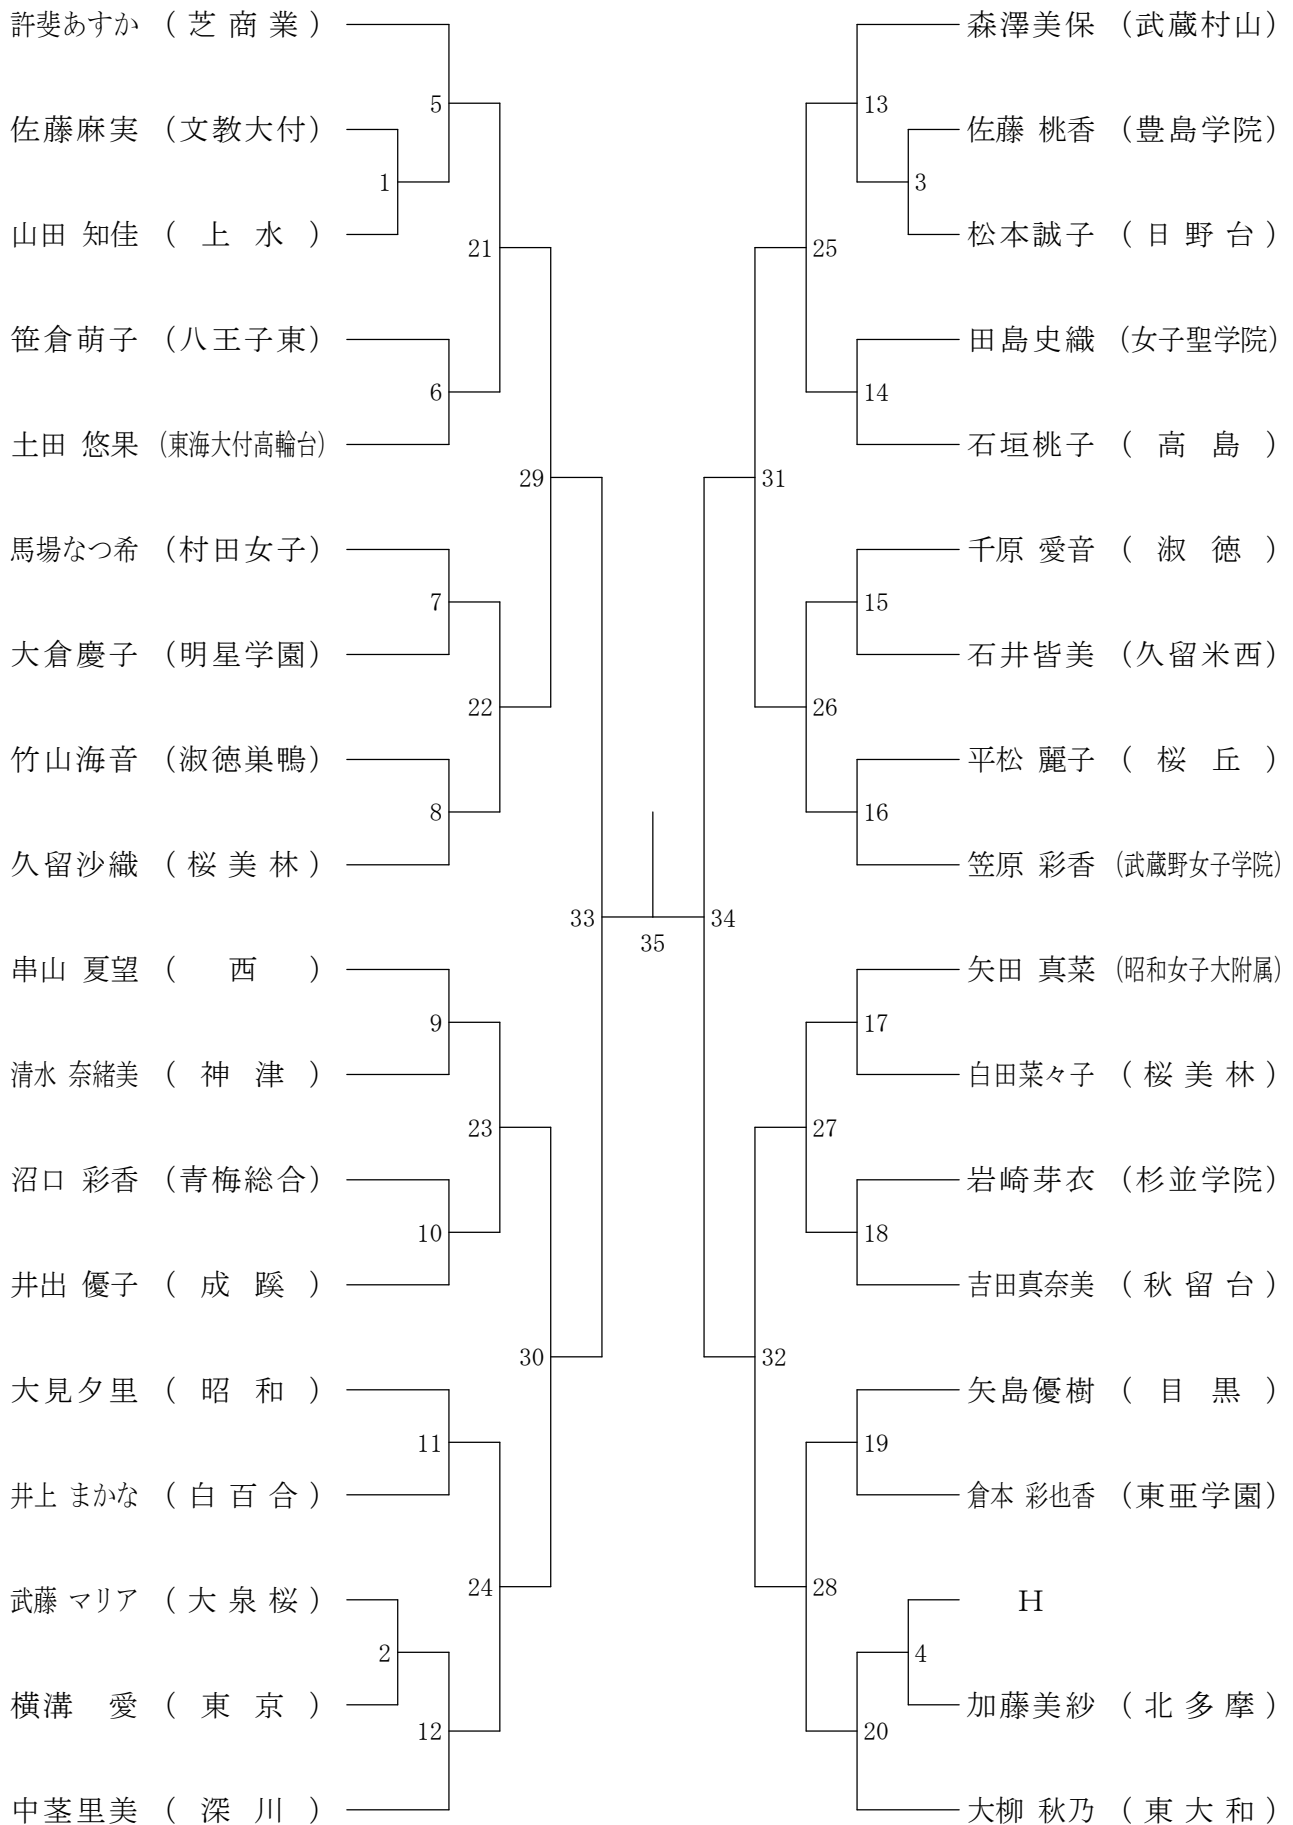 許斐あすか (芝商業)
佐藤麻実 (文教大付)
山田 知佳 (上水)
笹倉萌子 (八王子東)
土田 悠果 (東海大付高輪台)
馬場なつ希 (村田女子)
大倉慶子 (明星学園)
竹山海音 (淑徳巣鴨)
久留沙織 (桜美林)
串山 夏望 (西)
清水 奈緒美 (神津)
沼口 彩香 (青梅総合)
井出 優子 (成蹊)
大見夕里 (昭和)
井上 まかな (白百合)
武藤 マリア (大泉桜)
横溝 愛 (東京)
中茎里美 (深川)
5
1
21
6
29
7
22
8
33
9
23
10
30
11
24
2
12
35
森澤美保 (武蔵村山)
佐藤 桃香 (豊島学院)
松本誠子 (日野台)
田島史織 (女子聖学院)
石垣桃子 (高島)
千原 愛音 (淑徳)
石井皆美 (久留米西)
平松 麗子 (桜丘)
笠原 彩香 (武蔵野女子学院)
矢田 真菜 (昭和女子大附属)
白田菜々子 (桜美林)
岩崎芽衣 (杉並学院)
吉田真奈美 (秋留台)
矢島優樹 (目黒)
倉本 彩也香 (東亜学園)
H
加藤美紗 (北多摩)
大柳 秋乃 (東大和)
13
3
25
14
31
15
26
16
34
17
27
18
32
19
28
4
20